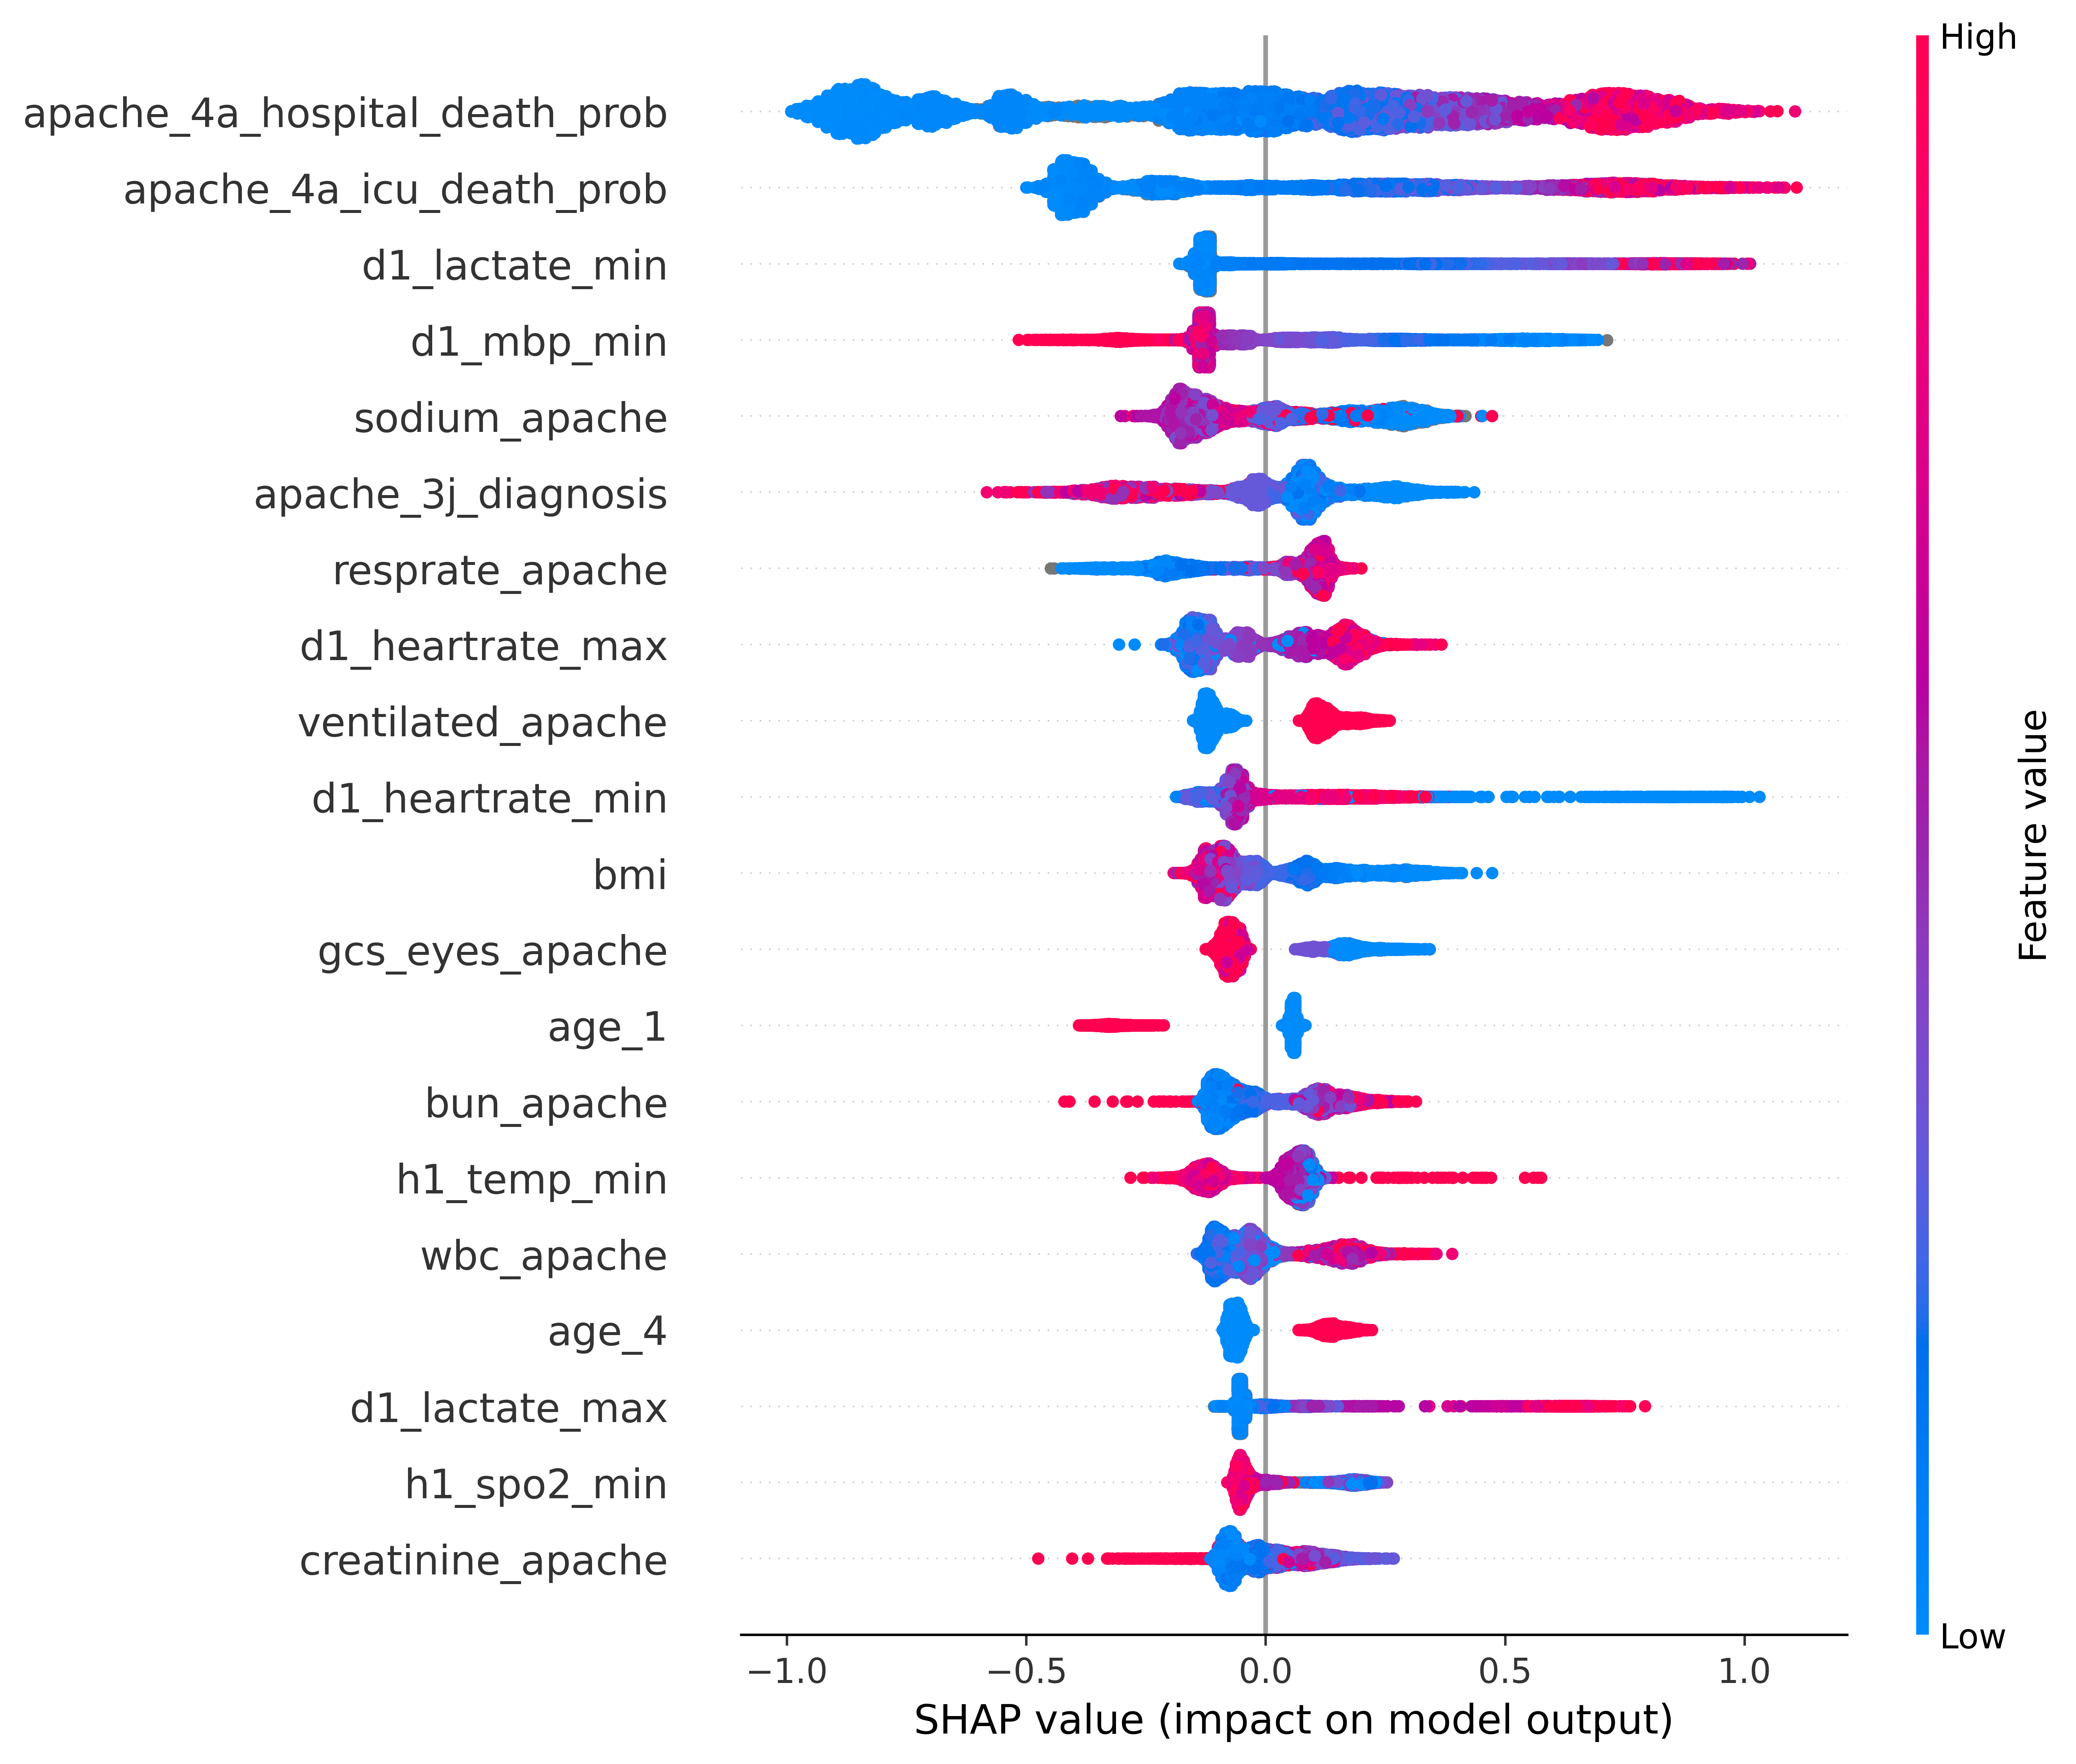 High
apache_4a_hospital_death_prob
apache_4a_icu_death_prob
d1_lactate_min
d1_mbp_min
sodium_apache
apache_3j_diagnosis
resprate_apache
d1_heartrate_max
ventilated_apache
d1_heartrate_min
bmi
gcs_eyes_apache
age_1
bun_apache
h1_temp_min
wbc_apache
age_4
d1_lactate_max
h1_spo2_min
creatinine_apache
Feature value
Low
−1.0 −0.5 0.0 0.5 1.0
SHAP value (impact on model output)